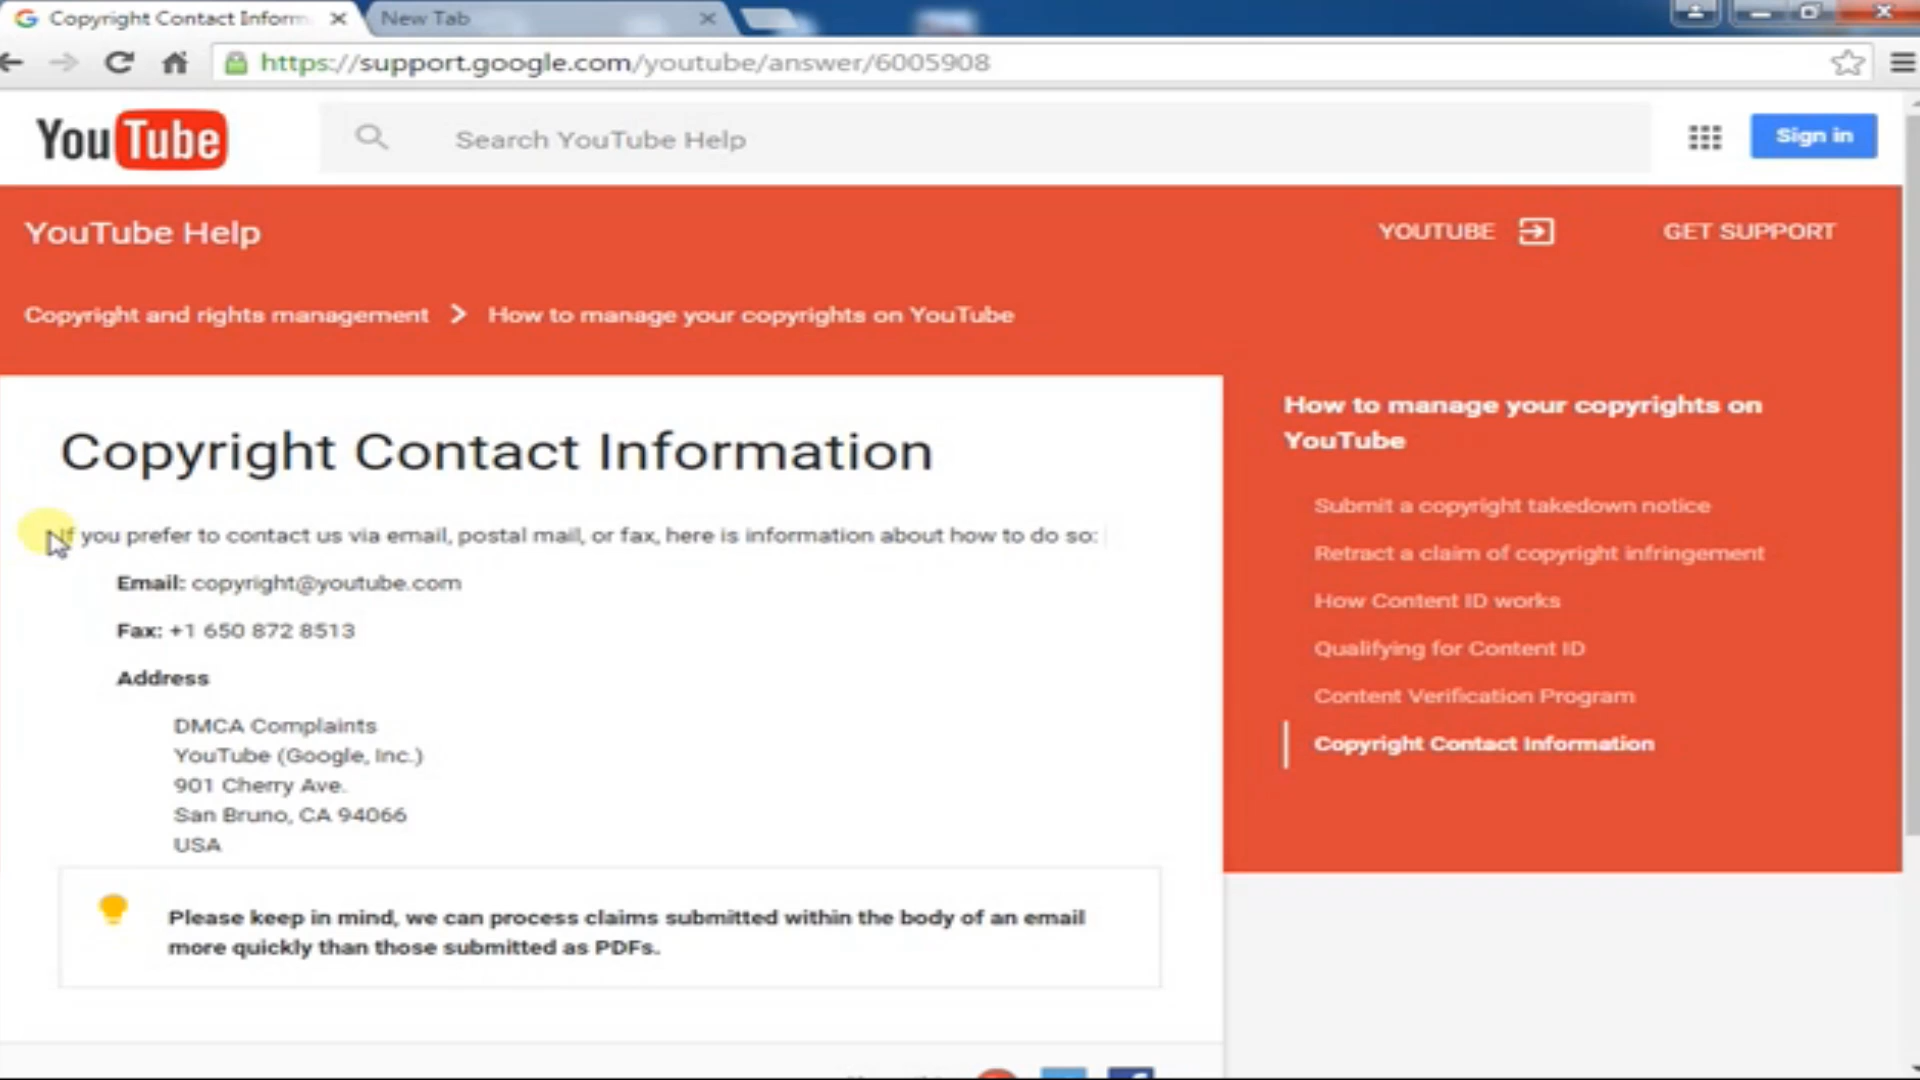 Copyright Contact Inform
New Tab
https://support.google.com/youtube/answer/6005908
YouTube
Search YouTube Help
Sign in
YouTube Help
YOUTUBE
GET SUPPORT
Copyright and rights management > How to manage your copyrights on YouTube
Copyright Contact Information
If you prefer to contact us via email, postal mail, or fax, here is information about how to do so:
Email: copyright@youtube.com
Fax: +1 650 872 8513
Address
DMCA Complaints
YouTube (Google, Inc.)
901 Cherry Ave.
San Bruno, CA 94066
USA
Please keep in mind, we can process claims submitted within the body of an email
more quickly than those submitted as PDFs.
How to manage your copyrights on
YouTube
Submit a copyright takedown notice
Retract a claim of copyright infringement
How Content ID works
Qualifying for Content ID
Content Verification Program
Copyright Contact Information